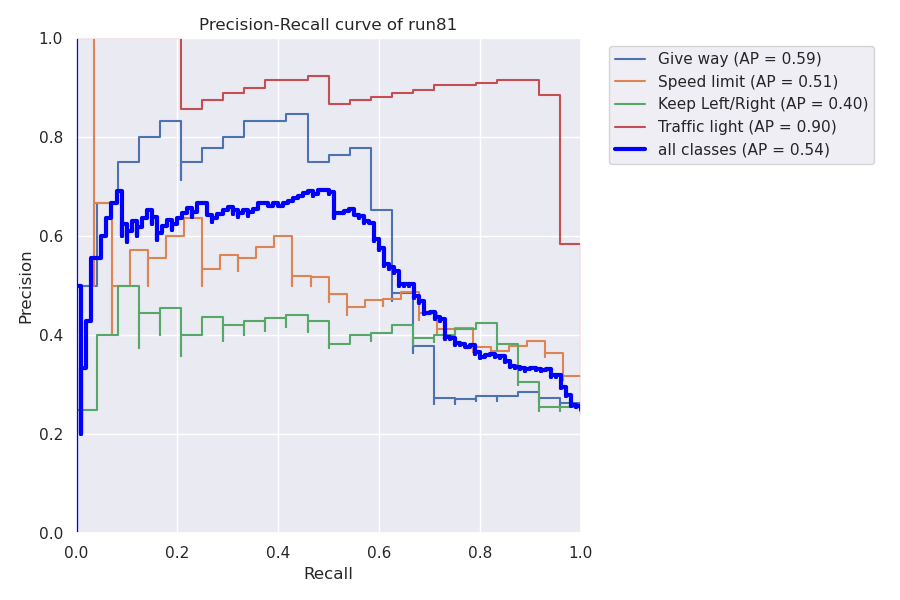 Precision-Recall curve of run81
1.0
0.8
0.6
0.4
0.2
0.0
Precision
0.0 0.2 0.4 0.6 0.8 1.0
Recall
Give way (AP = 0.59)
Speed limit (AP = 0.51)
Keep Left/Right (AP = 0.40)
Traffic light (AP = 0.90)
all classes (AP = 0.54)